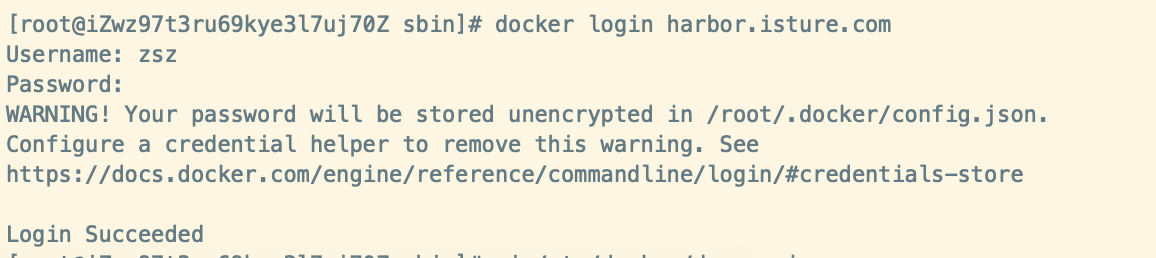 [root@iZwz97t3ru69kye3l7uj70Z sbin]# docker login harbor.isture.com
Username: zsz
Password:
WARNING! Your password will be stored unencrypted in /root/.docker/config.json.
Configure a credential helper to remove this warning. See
https://docs.docker.com/engine/reference/commandline/login/#credentials-store
Login Succeeded